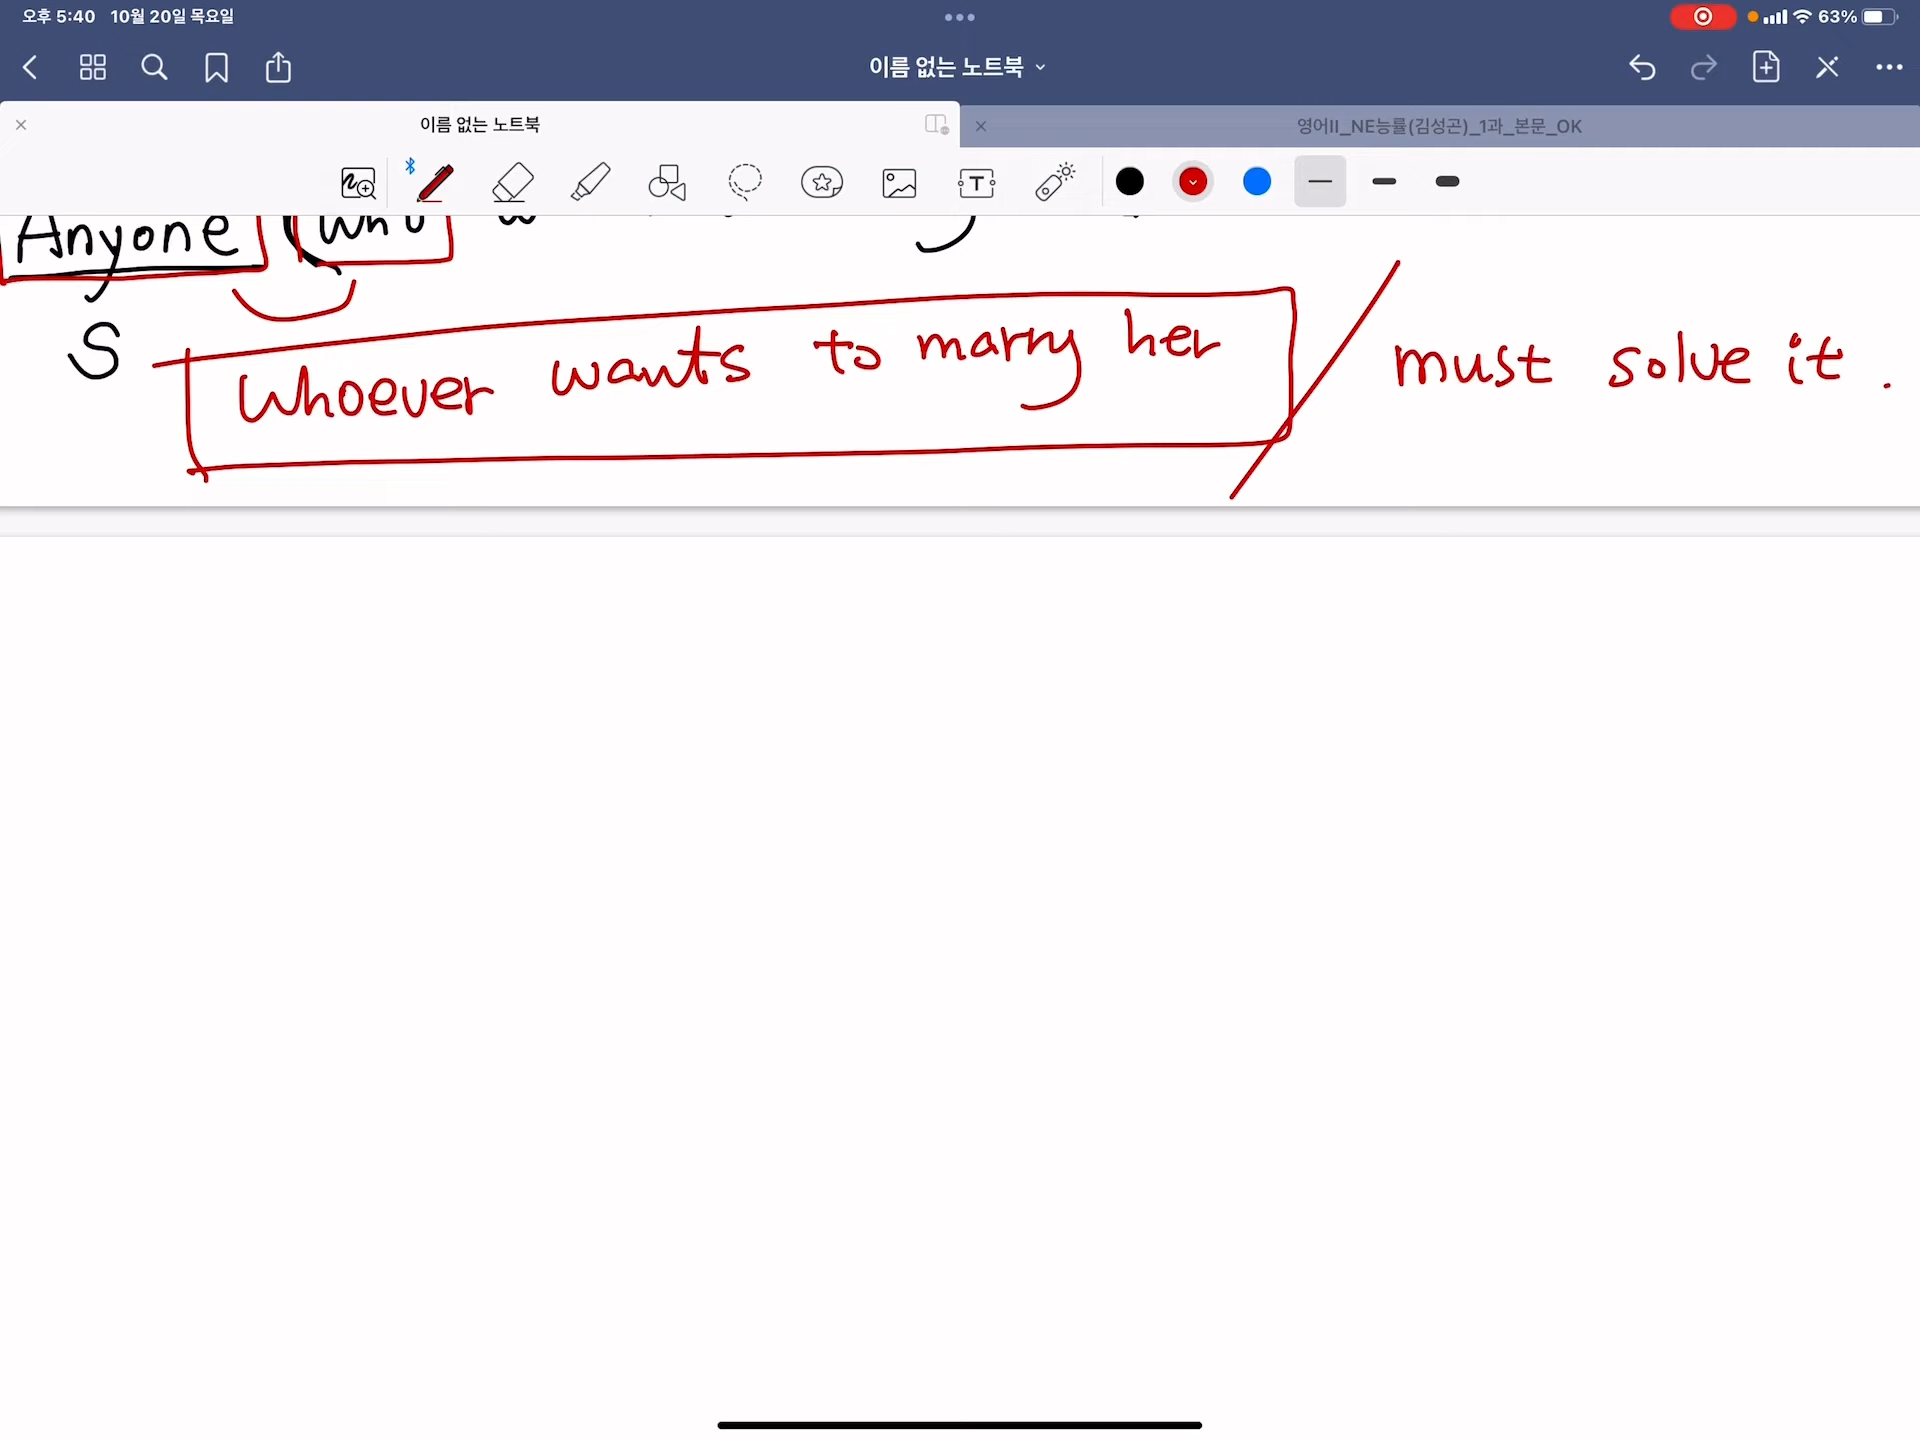 오후 5:40 10월 20일 목요일
63%
이름 없는 노트북
이름 없는 노트북
영어II_NE능률(김성곤)_1과_본문_OK
T
Anyone (who
S
Whoever wants to marry her / must solve it.